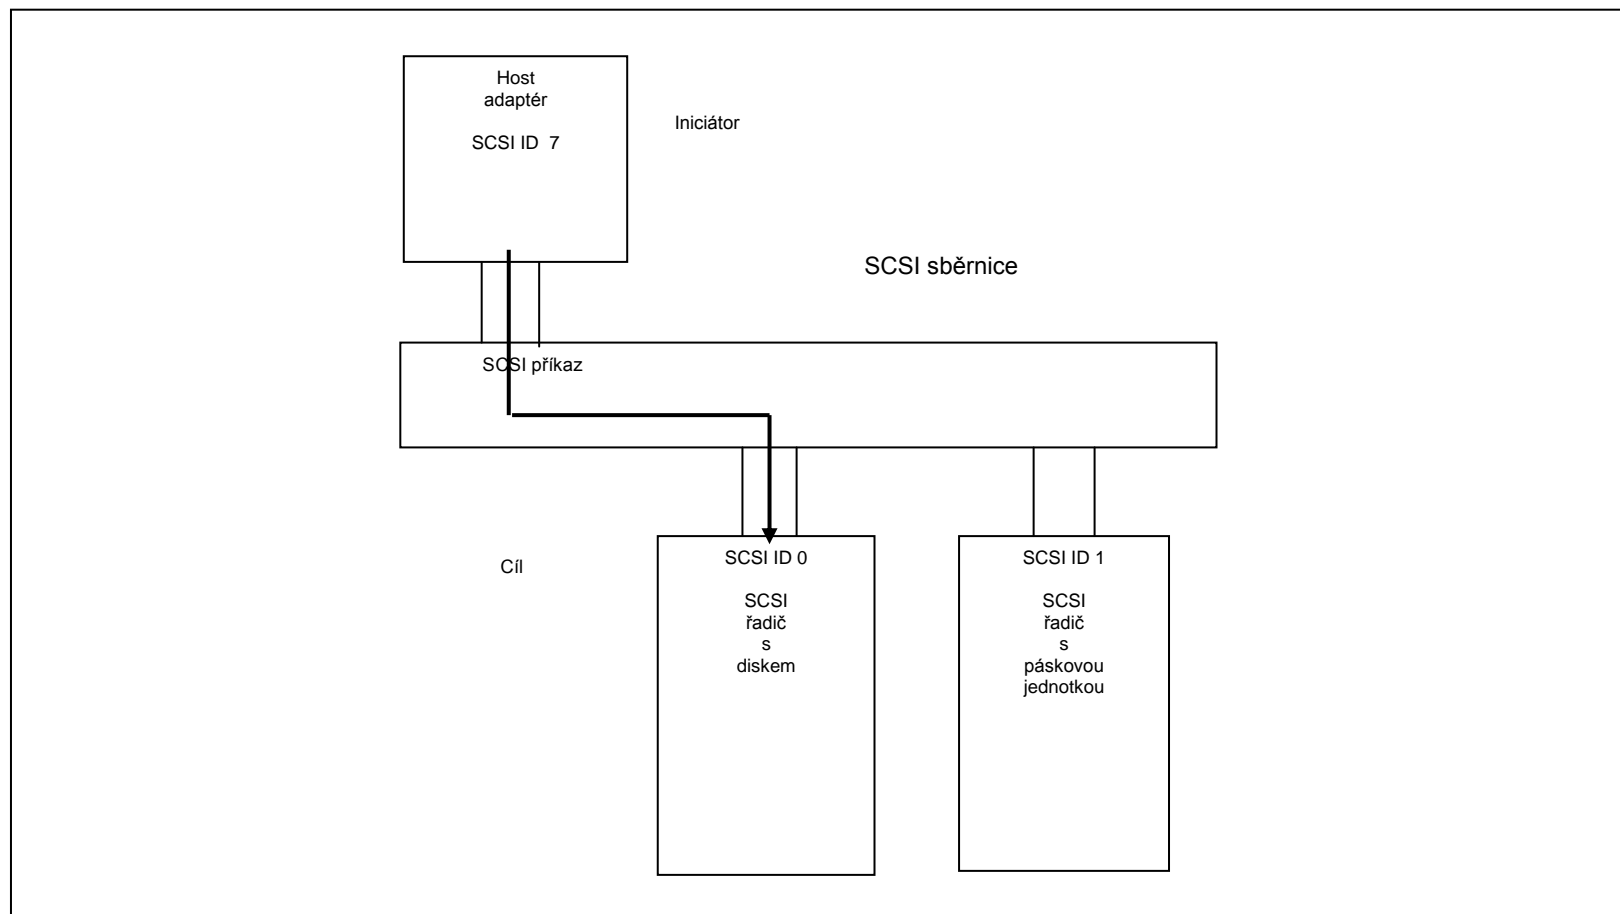 Host
adaptér
SCSI ID  7
Iniciátor
SCSI sběrnice
SCSI příkaz
Cíl
SCSI ID 0
SCSI
řadič
s
diskem
SCSI ID 1
SCSI
řadič
s
páskovou
jednotkou